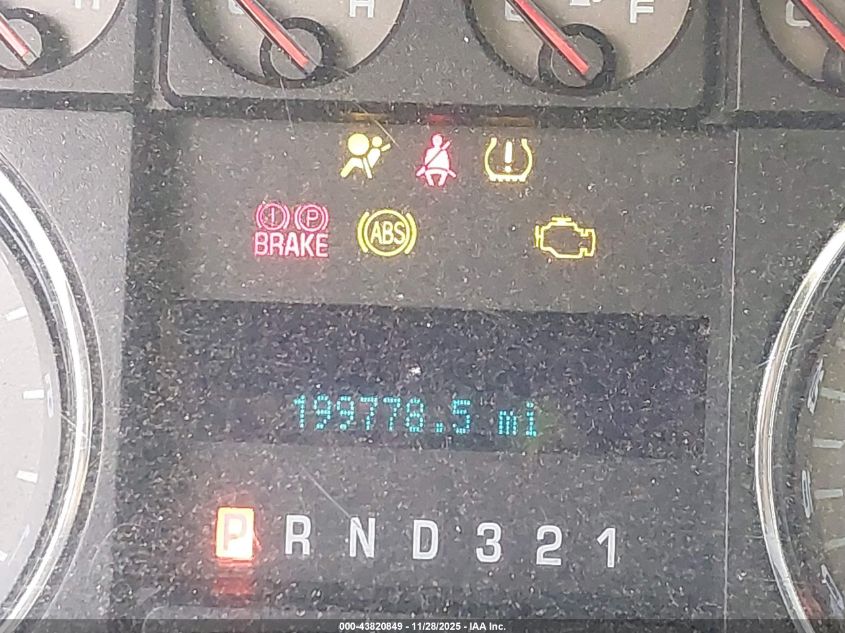 H
H
F
BRAKE
P
ABS
199778.5 mi
P R N D 3 2 1
000-43820849 - 11/28/2025 - IAA Inc.